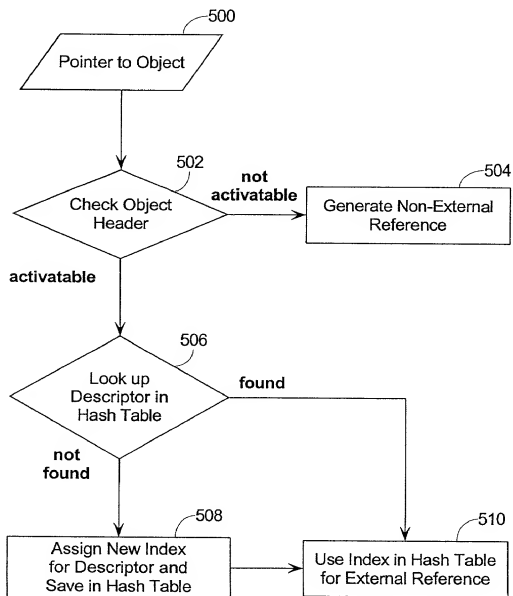 500
Pointer to Object
502
Check Object
Header
not
activatable
504
Generate Non-External
Reference
activatable
506
Look up
Descriptor in
Hash Table
found
not
found
508
Assign New Index
for Descriptor and
Save in Hash Table
510
Use Index in Hash Table
for External Reference